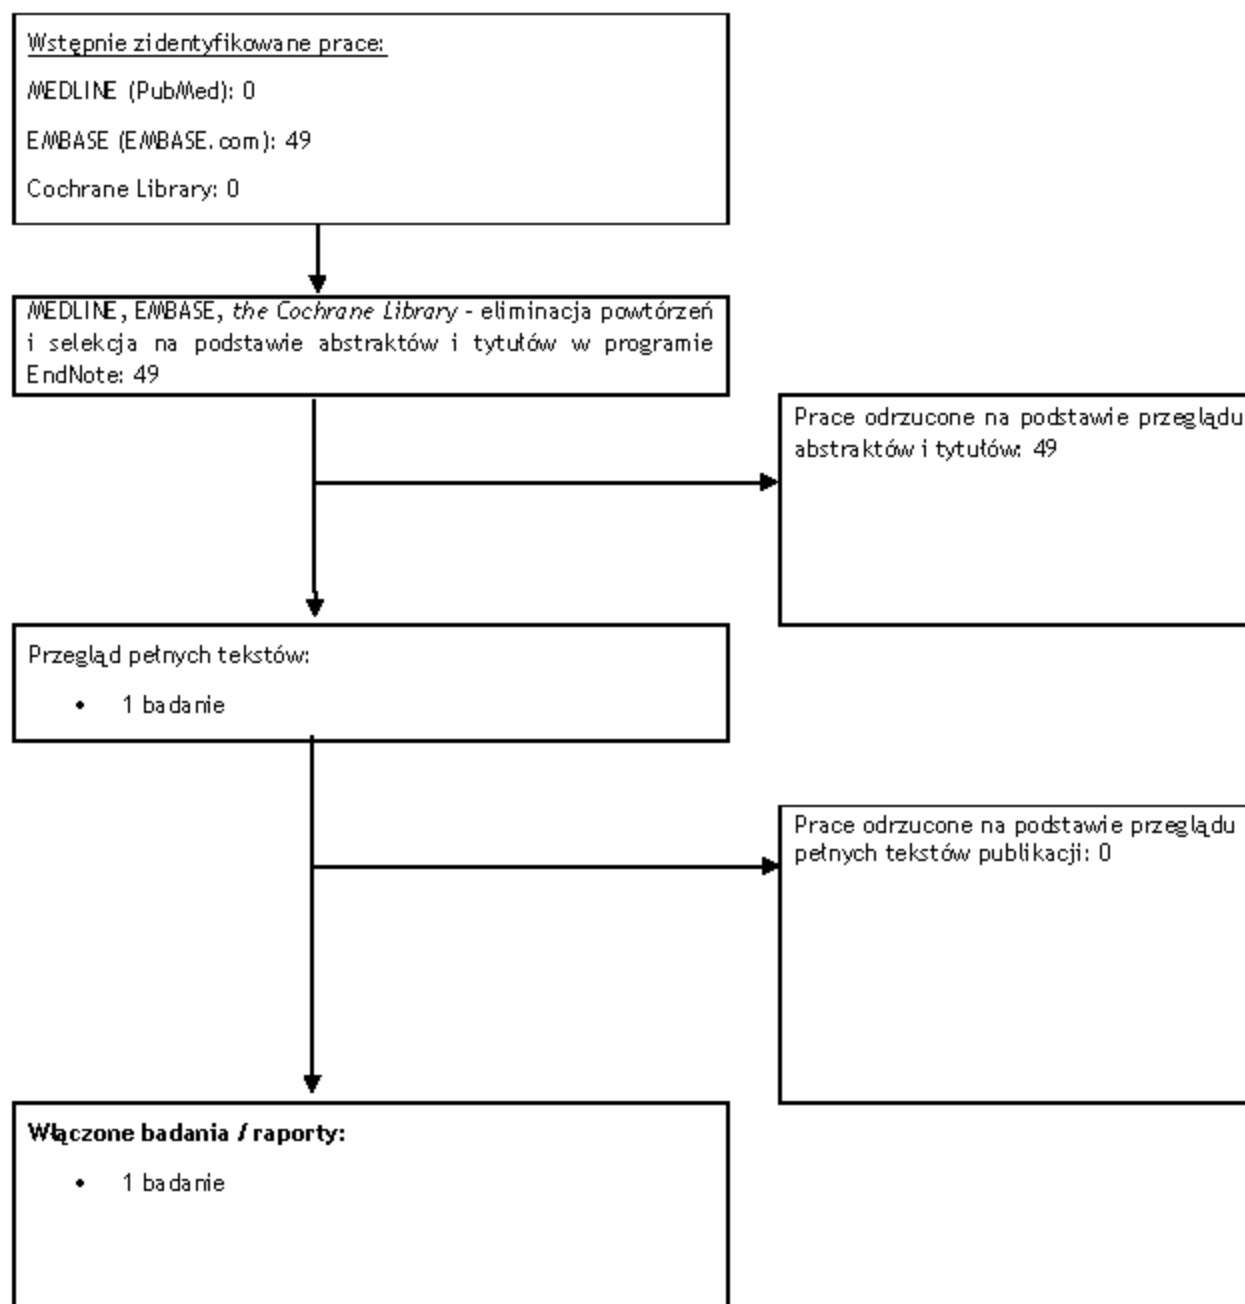 Wstępnie zidentyfikowane prace:
MEDLINE (PubMed): 0
EMBASE (EMBASE.com): 49
Cochrane Library: 0
MEDLINE, EMBASE, the Cochrane Library - eliminacja powtórzeń
i selekcja na podstawie abstraktów i tytułów w programie
EndNote: 49
Prace odrzucone na podstawie przeglądu
abstraktów i tytułów: 49
Przegląd pełnych tekstów:
• 1 badanie
Prace odrzucone na podstawie przeglądu
pełnych tekstów publikacji: 0
Włączone badania / raporty:
• 1 badanie